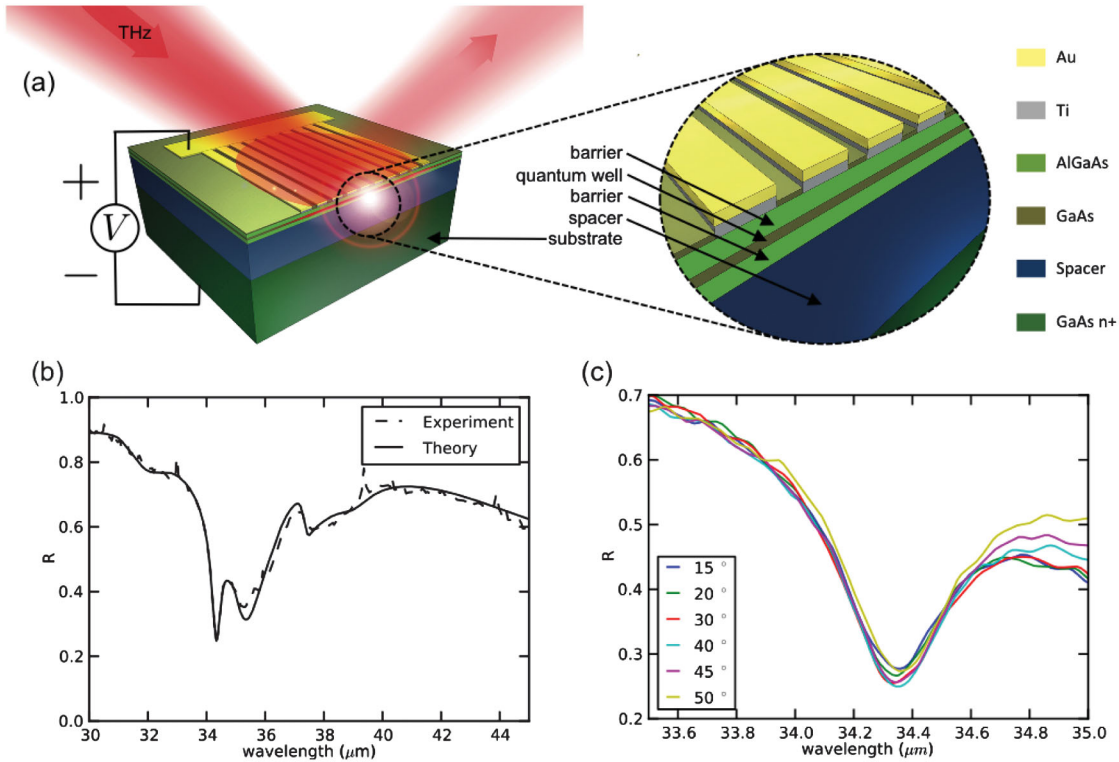 (a)
THz
+
V
−
barrier
quantum well
barrier
spacer
substrate
Au
Ti
AlGaAs
GaAs
Spacer
GaAs n+
(b)
1.0
0.8
0.6
0.4
0.2
0.0
R
30 32 34 36 38 40 42 44
wavelength (μm)
Experiment
Theory
(c)
0.7
0.6
0.5
0.4
0.3
0.2
R
33.6 33.8 34.0 34.2 34.4 34.6 34.8 35.0
wavelength (μm)
15 °
20 °
30 °
40 °
45 °
50 °